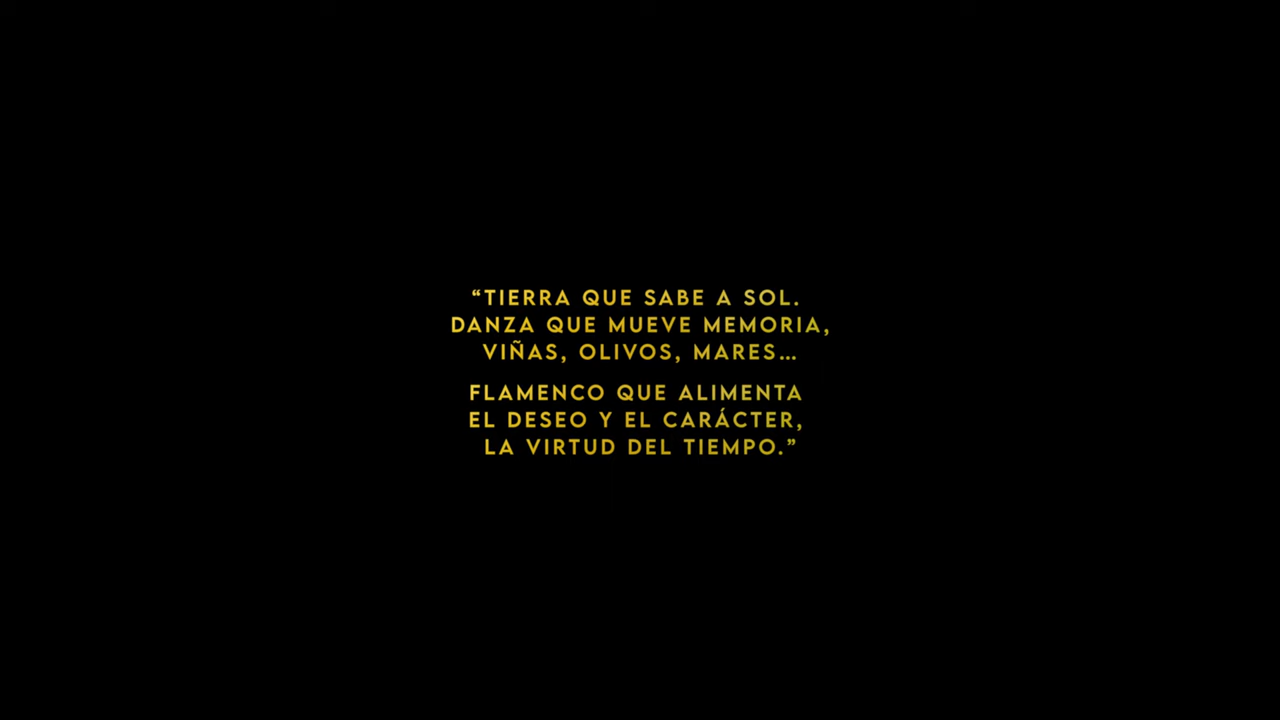 “TIERRA QUE SABE A SOL.
DANZA QUE MUEVE MEMORIA,
VIÑAS, OLIVOS, MARES...
FLAMENCO QUE ALIMENTA
EL DESEO Y EL CARÁCTER,
LA VIRTUD DEL TIEMPO.”